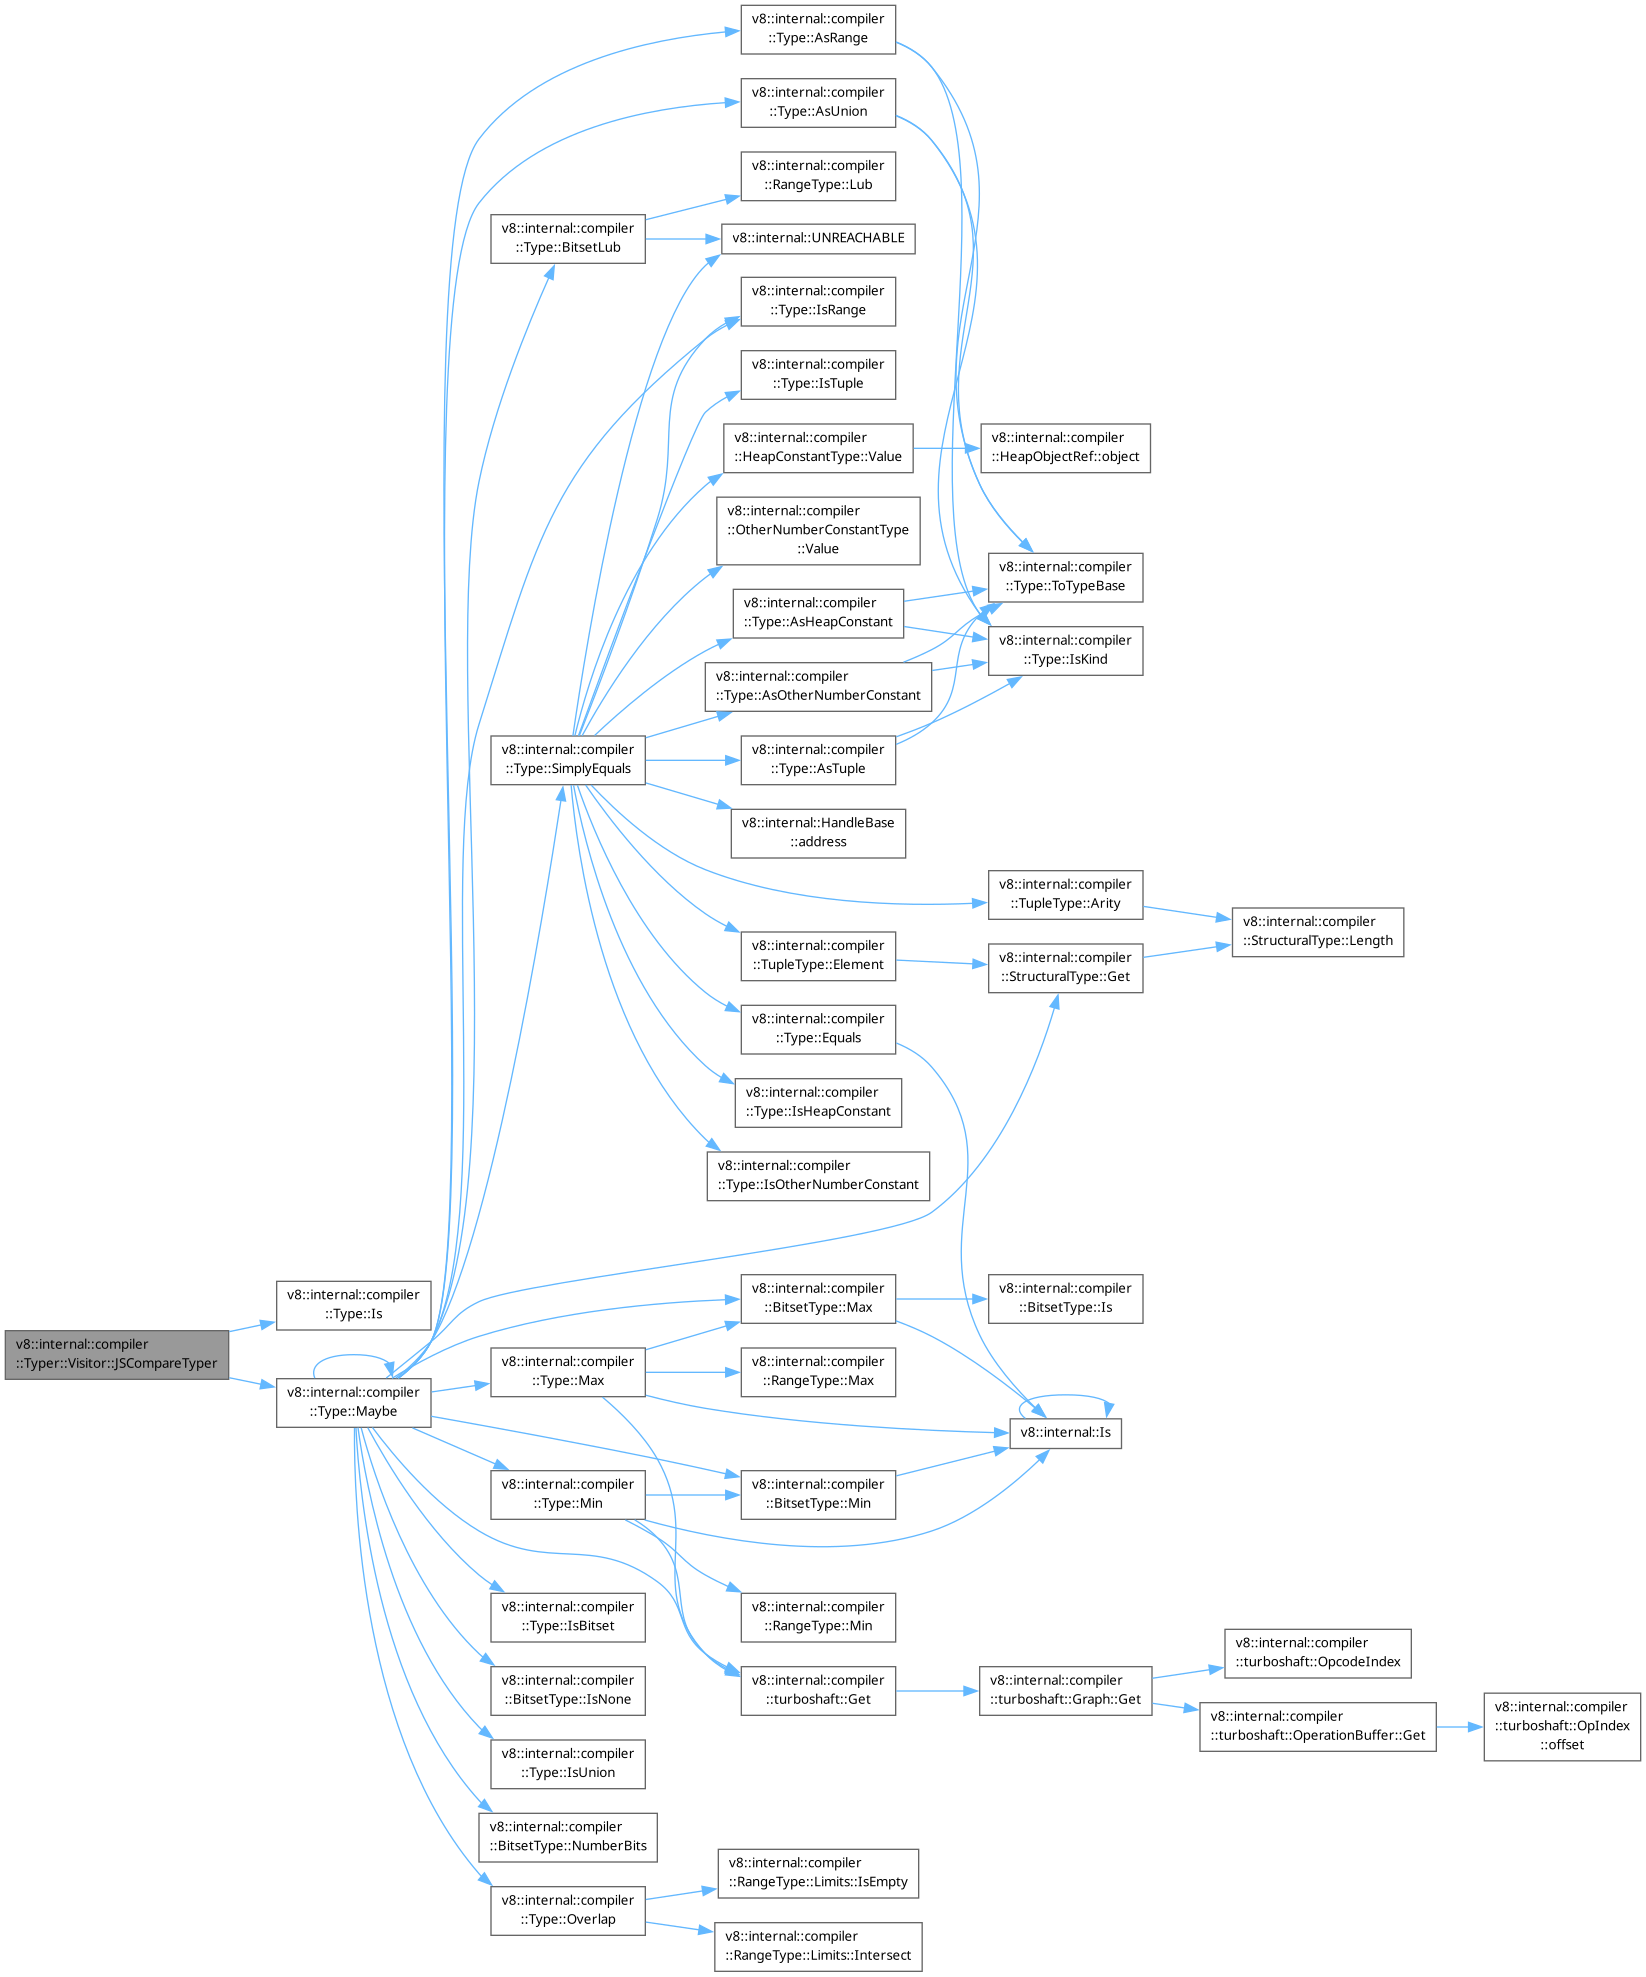 v8::internal::compiler
::Type::AsRange
v8::internal::compiler
::Type::AsUnion
v8::internal::compiler
::RangeType::Lub
v8::internal::compiler
::Type::BitsetLub
v8::internal::UNREACHABLE
v8::internal::compiler
::Type::IsRange
v8::internal::compiler
::Type::IsTuple
v8::internal::compiler
::HeapConstantType::Value
v8::internal::compiler
::HeapObjectRef::object
v8::internal::compiler
::OtherNumberConstantType
::Value
v8::internal::compiler
::Type::ToTypeBase
v8::internal::compiler
::Type::AsHeapConstant
v8::internal::compiler
::Type::IsKind
v8::internal::compiler
::Type::AsOtherNumberConstant
v8::internal::compiler
::Type::SimplyEquals
v8::internal::compiler
::Type::AsTuple
v8::internal::HandleBase
::address
v8::internal::compiler
::TupleType::Arity
v8::internal::compiler
::StructuralType::Length
v8::internal::compiler
::TupleType::Element
v8::internal::compiler
::StructuralType::Get
v8::internal::compiler
::Type::Equals
v8::internal::compiler
::Type::IsHeapConstant
v8::internal::compiler
::Type::IsOtherNumberConstant
v8::internal::compiler
::Type::Is
v8::internal::compiler
::BitsetType::Max
v8::internal::compiler
::BitsetType::Is
v8::internal::compiler
::Typer::Visitor::JSCompareTyper
v8::internal::compiler
::Type::Maybe
v8::internal::compiler
::Type::Max
v8::internal::compiler
::RangeType::Max
v8::internal::Is
v8::internal::compiler
::Type::Min
v8::internal::compiler
::BitsetType::Min
v8::internal::compiler
::Type::IsBitset
v8::internal::compiler
::RangeType::Min
v8::internal::compiler
::turboshaft::OpcodeIndex
v8::internal::compiler
::BitsetType::IsNone
v8::internal::compiler
::turboshaft::Get
v8::internal::compiler
::turboshaft::Graph::Get
v8::internal::compiler
::turboshaft::OperationBuffer::Get
v8::internal::compiler
::turboshaft::OpIndex
::offset
v8::internal::compiler
::Type::IsUnion
v8::internal::compiler
::BitsetType::NumberBits
v8::internal::compiler
::RangeType::Limits::IsEmpty
v8::internal::compiler
::Type::Overlap
v8::internal::compiler
::RangeType::Limits::Intersect